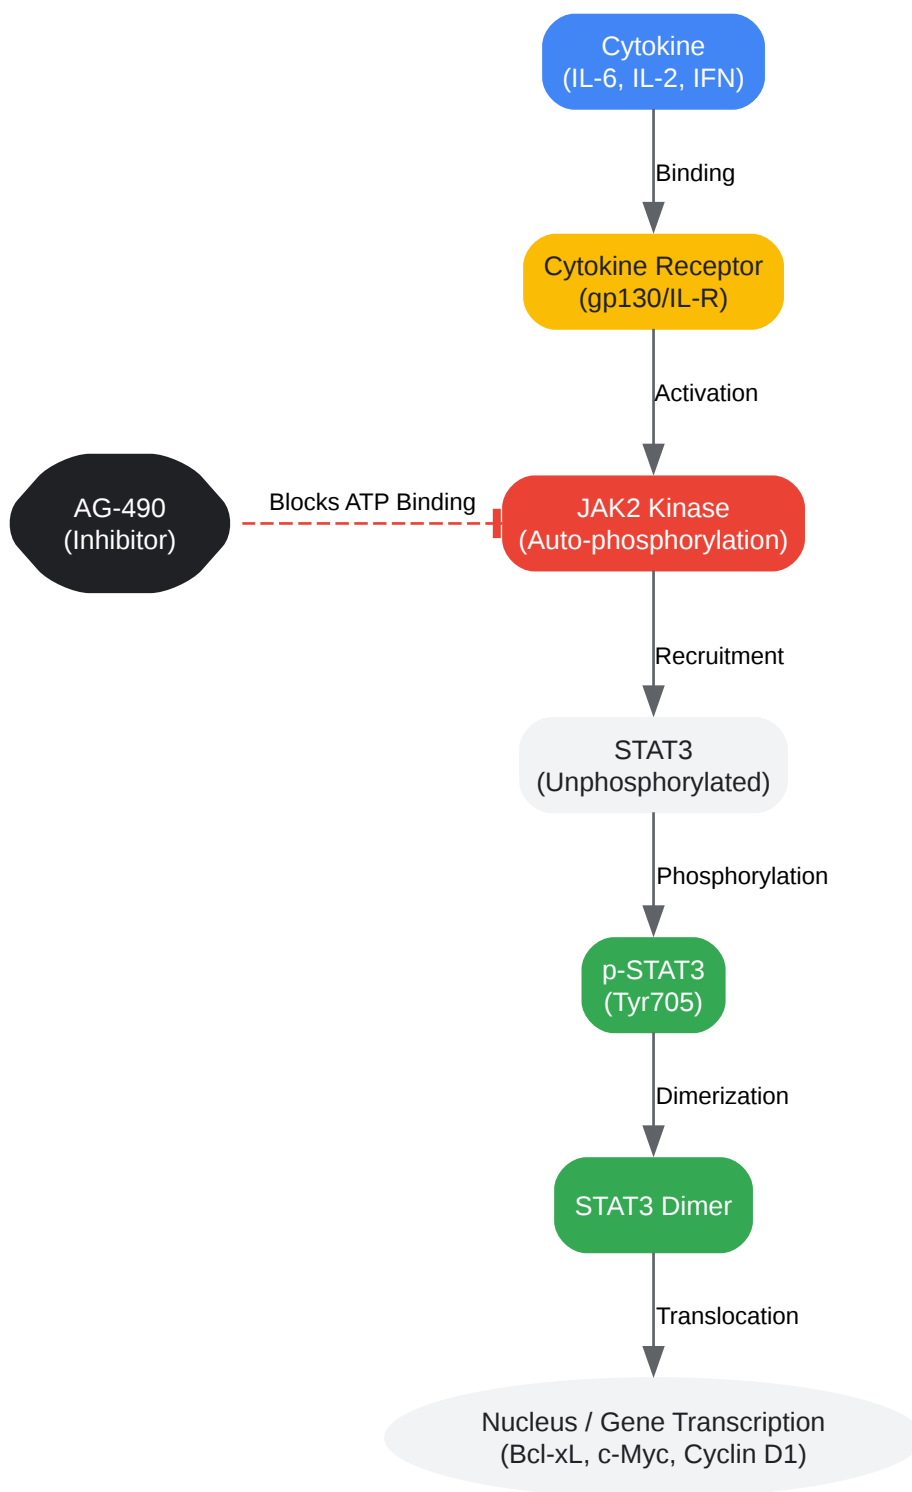 Cytokine
(IL-6, IL-2, IFN)
Binding
Cytokine Receptor
(gp130/IL-R)
Activation
AG-490
(Inhibitor)
Blocks ATP Binding
JAK2 Kinase
(Auto-phosphorylation)
Recruitment
STAT3
(Unphosphorylated)
Phosphorylation
p-STAT3
(Tyr705)
Dimerization
STAT3 Dimer
Translocation
Nucleus / Gene Transcription
(Bcl-xL, c-Myc, Cyclin D1)